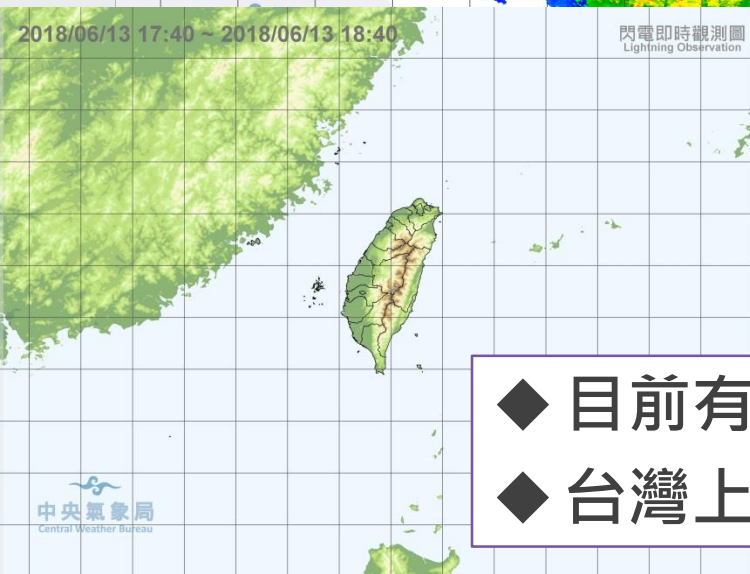 2018/06/13 17:40 ~ 2018/06/13 18:40
閃電即時觀測圖
Lightning Observation
◆ 目前有
◆ 台灣上
中央氣象局
Central Weather Bureau